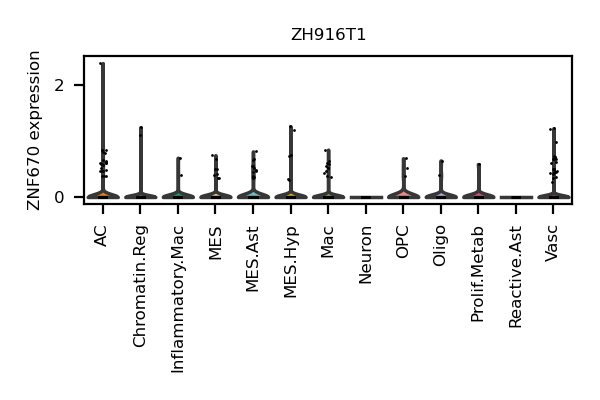 ZH916T1
ZNF670 expression
2
0
AC
Chromatin.Reg
Inflammatory.Mac
MES
MES.Ast
MES.Hyp
Mac
Neuron
OPC
Oligo
Prolif.Metab
Reactive.Ast
Vasc